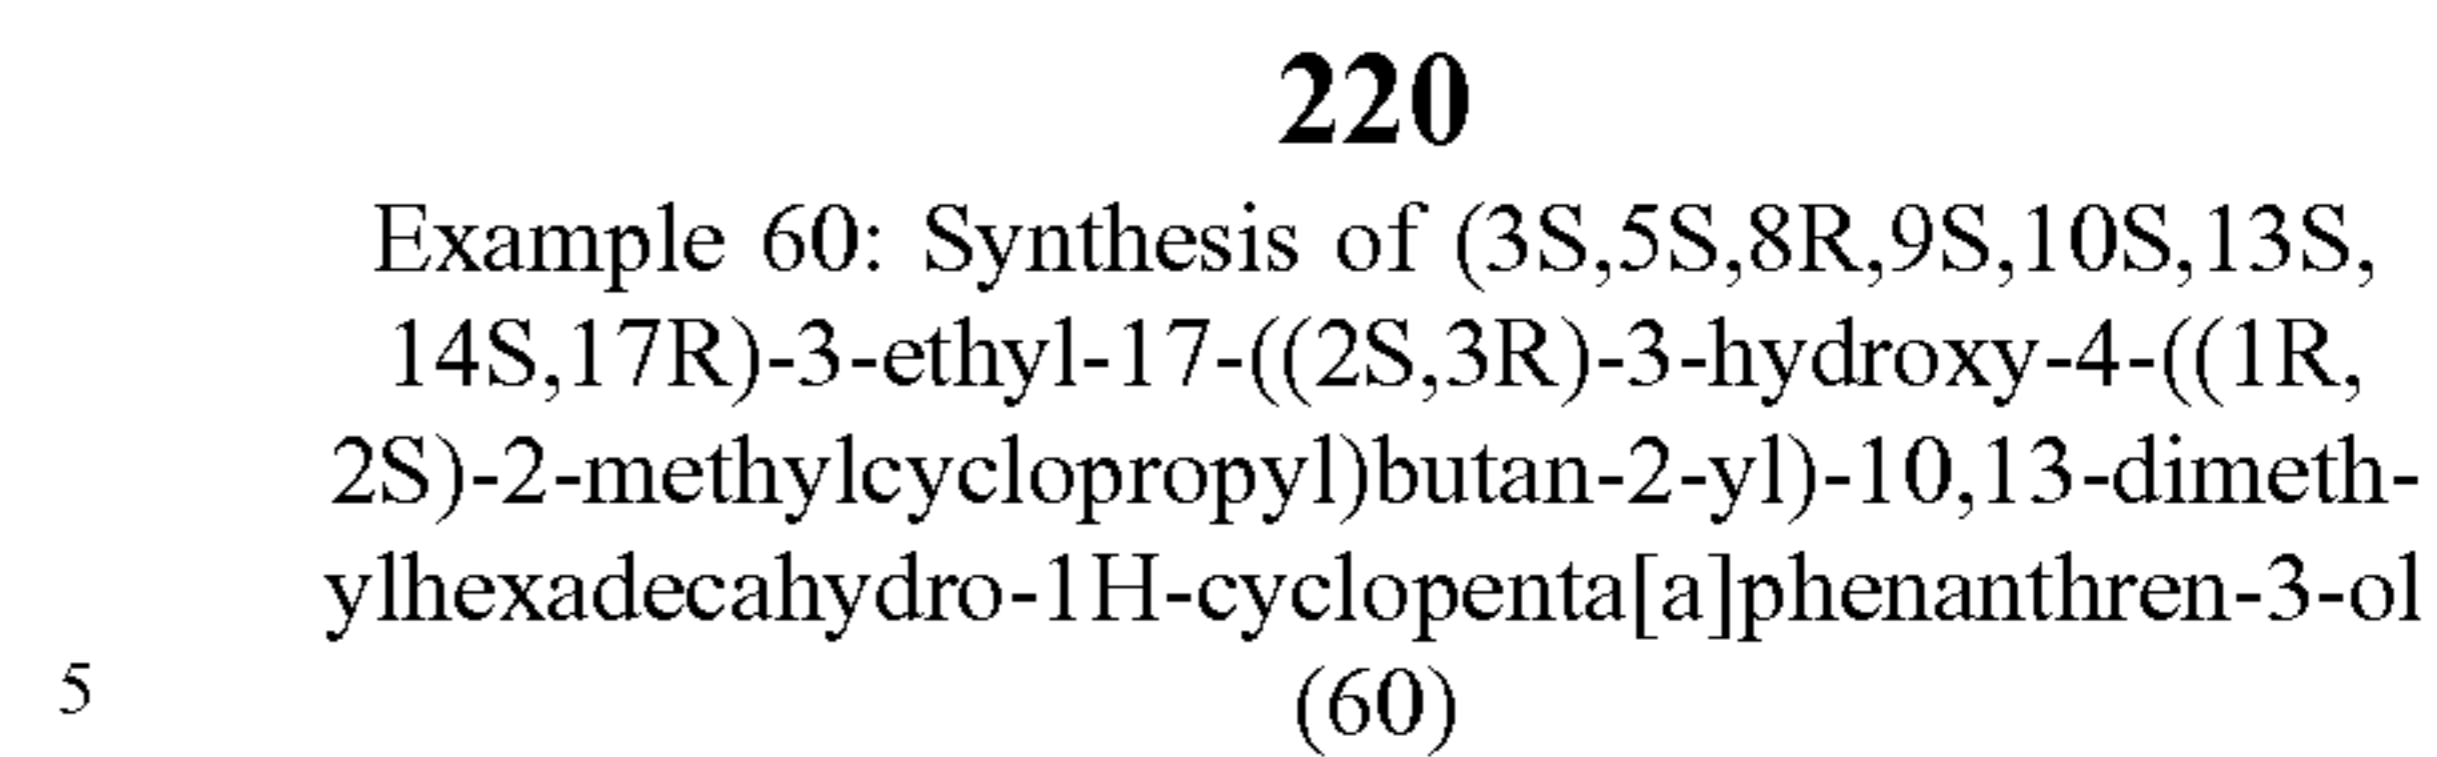 220
Example 60: Synthesis of (3S,5S,8R,9S,10S,13S,
14S,17R)-3-ethyl-17-((2S,3R)-3-hydroxy-4-((1R,
2S)-2-methylcyclopropyl)butan-2-yl)-10,13-dimeth-
ylhexadecahydro-1H-cyclopenta[a]phenanthren-3-ol
5 (60)